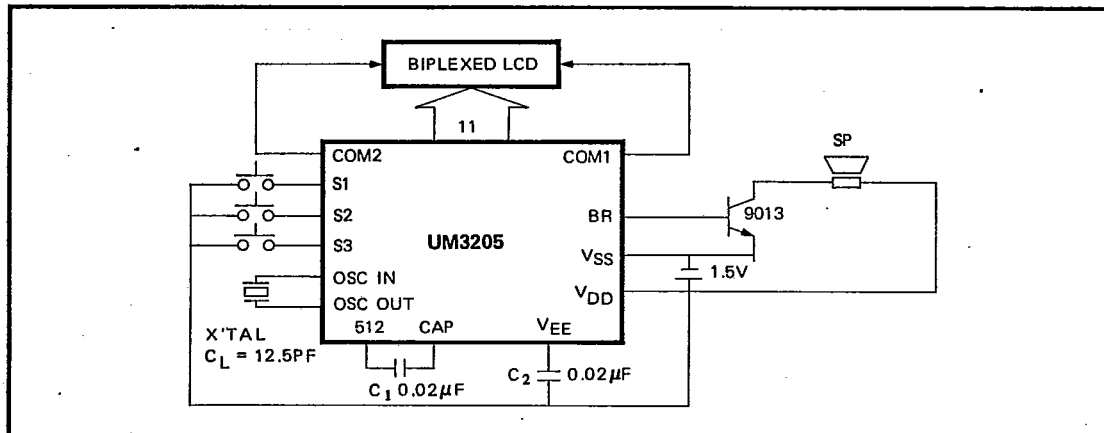 BIPLEXED LCD
11
COM2
COM1
SP
S1
S2
S3
UM3205
BR
9013
VSS
1.5V
VDD
OSC IN
OSC OUT
512
CAP
VEE
X'TAL
CL = 12.5PF
C1 0.02μF
C2 0.02μF